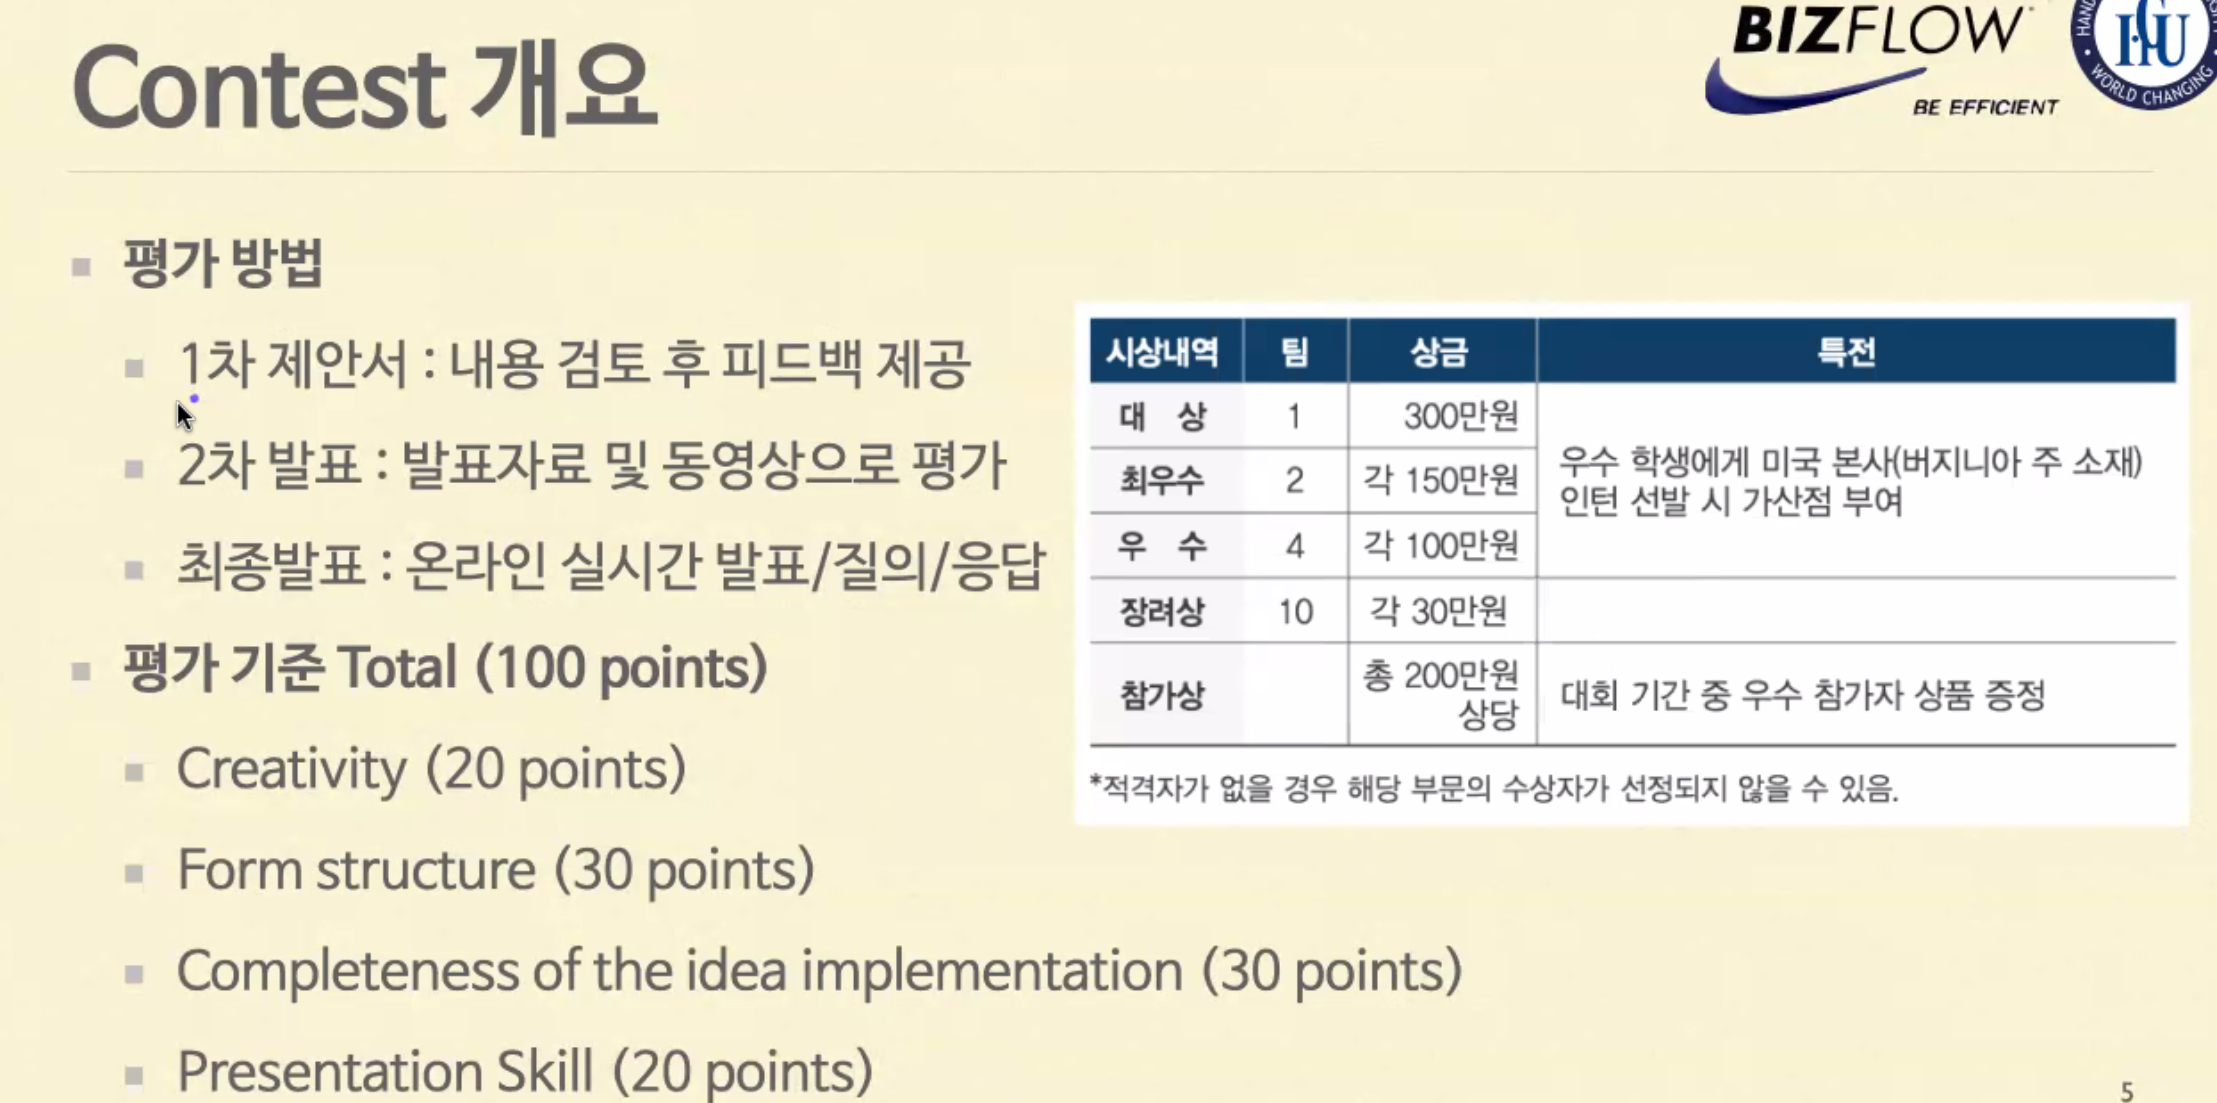 Contest 개요
BIZFLOW
BE EFFICIENT
HGU
WORLD CHANGING
평가 방법
1차 제안서 : 내용 검토 후 피드백 제공
2차 발표 : 발표자료 및 동영상으로 평가
최종발표 : 온라인 실시간 발표/질의/응답
평가 기준 Total (100 points)
Creativity (20 points)
Form structure (30 points)
Completeness of the idea implementation (30 points)
Presentation Skill (20 points)
시상내역 팀 상금 특전
대 상 1 300만원
최우수 2 각 150만원
우 수 4 각 100만원
우수 학생에게 미국 본사(버지니아 주 소재)
인턴 선발 시 가산점 부여
장려상 10 각 30만원
참가상 총 200만원
상당
대회 기간 중 우수 참가자 상품 증정
*적격자가 없을 경우 해당 부문의 수상자가 선정되지 않을 수 있음.
5